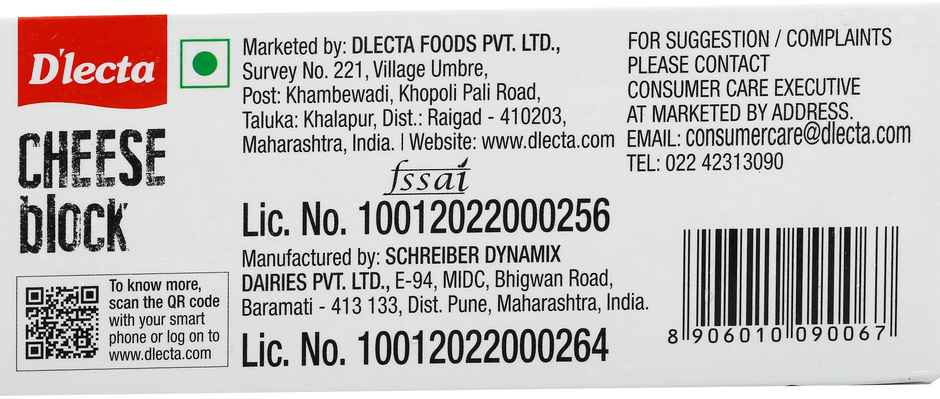 D'lecta
CHEESE
block
To know more,
scan the QR code
with your smart
phone or log on to
www.dlecta.com
Marketed by: DLECTA FOODS PVT. LTD.,
Survey No. 221, Village Umbre,
Post: Khambewadi, Khopoli Pali Road,
Taluka: Khalapur, Dist.: Raigad - 410203,
Maharashtra, India. | Website: www.dlecta.com
fssai
Lic. No. 10012022000256
Manufactured by: SCHREIBER DYNAMIX
DAIRIES PVT. LTD., E-94, MIDC, Bhigwan Road,
Baramati - 413 133, Dist. Pune, Maharashtra, India.
Lic. No. 10012022000264
FOR SUGGESTION / COMPLAINTS
PLEASE CONTACT
CONSUMER CARE EXECUTIVE
AT MARKETED BY ADDRESS.
EMAIL: consumercare@dlecta.com
TEL: 022 42313090
8 906010 090067